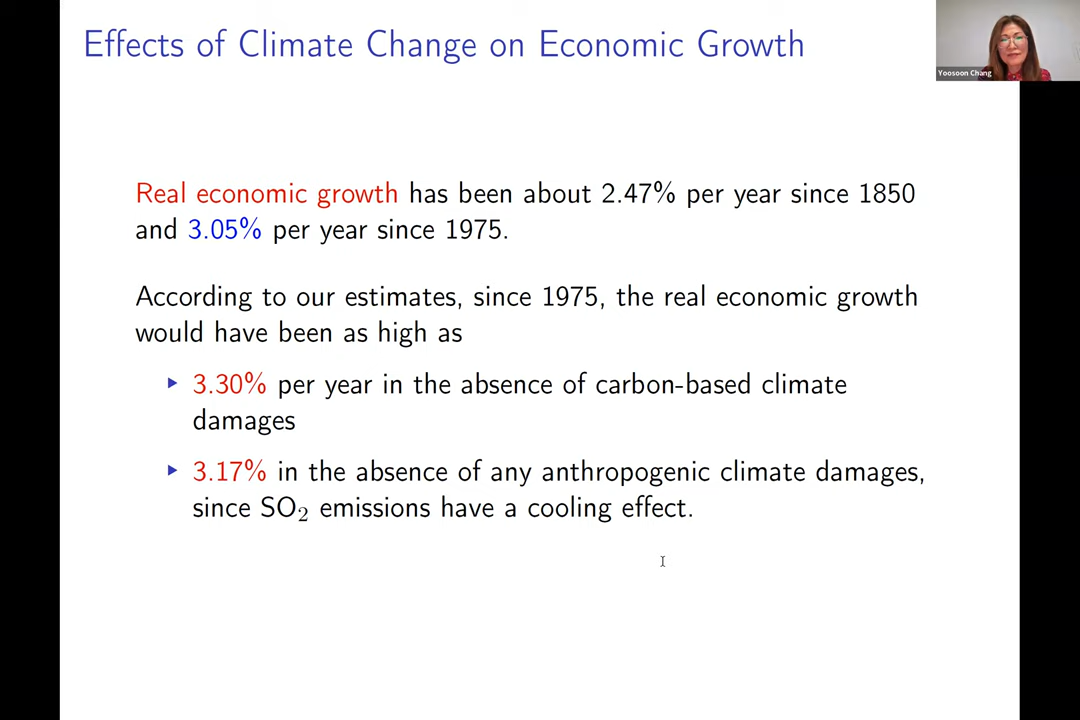 Effects of Climate Change on Economic Growth
Yoosoon Chang
Real economic growth has been about 2.47% per year since 1850
and 3.05% per year since 1975.
According to our estimates, since 1975, the real economic growth
would have been as high as
▶ 3.30% per year in the absence of carbon-based climate
damages
▶ 3.17% in the absence of any anthropogenic climate damages,
since SO₂ emissions have a cooling effect.